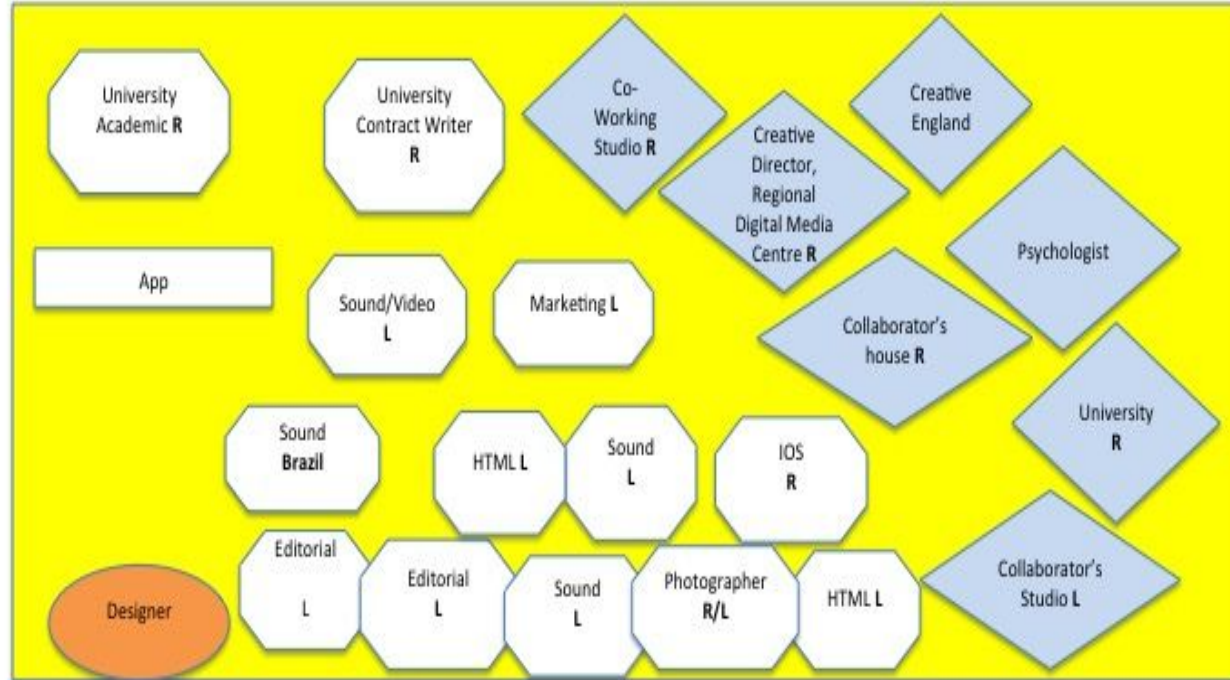 University
Academic R
University
Contract Writer
R
Co-
Working
Studio R
Creative
Director,
Regional
Digital Media
Centre R
Creative
England
Psychologist
App
Sound/Video
L
Marketing L
Collaborator's
house R
University
R
Sound
Brazil
HTML L
Sound
L
IOS
R
Editorial
L
Editorial
L
Sound
L
Photographer
R/L
HTML L
Collaborator's
Studio L
Designer